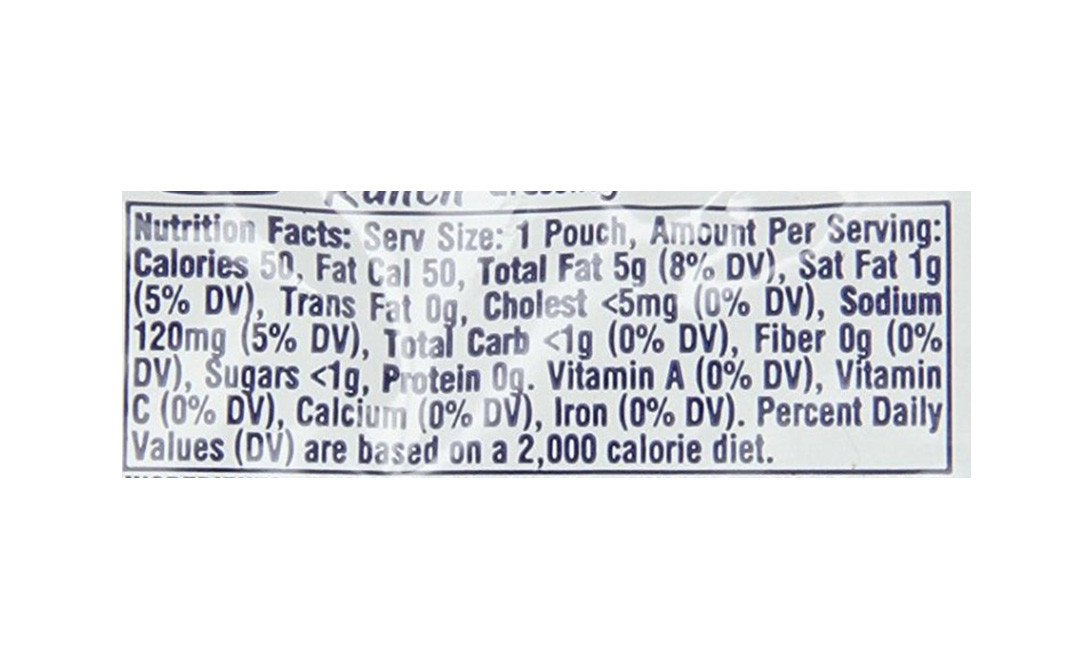 Ranch
Nutrition Facts: Serv Size: 1 Pouch, Amount Per Serving:
Calories 50, Fat Cal 50, Total Fat 5g (8% DV), Sat Fat 1g
(5% DV), Trans Fat 0g, Cholest <5mg (0% DV), Sodium
120mg (5% DV), Total Carb <1g (0% DV), Fiber 0g (0%
DV), Sugars <1g, Protein 0g. Vitamin A (0% DV), Vitamin
C (0% DV), Calcium (0% DV), Iron (0% DV). Percent Daily
Values (DV) are based on a 2,000 calorie diet.